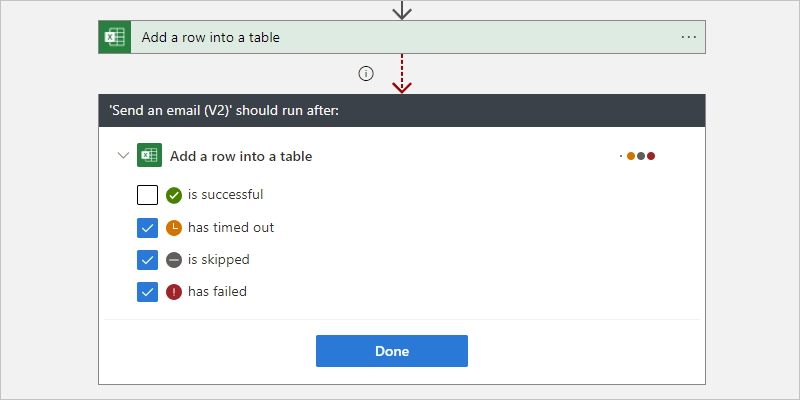 Add a row into a table
'Send an email (V2)' should run after:
Add a row into a table
is successful
has timed out
is skipped
has failed
Done